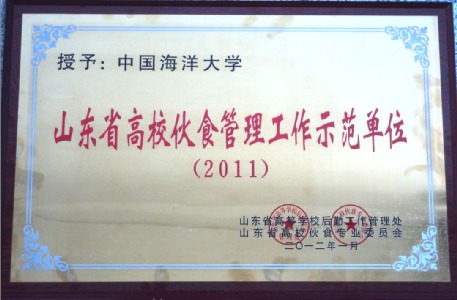 授予：中国海洋大学
山东省高校伙食管理工作示范单位
(2011)
山东省高等学校后勤工作管理处
山东省高校伙食专业委员会
二〇一二年一月